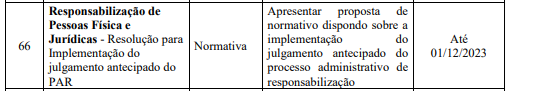 66
Responsabilização de
Pessoas Física e
Jurídicas - Resolução para
Implementação do
julgamento antecipado do
PAR
Normativa
Apresentar proposta de
normativo dispondo sobre a
implementação do
julgamento antecipado do
processo administrativo de
responsabilização
Até
01/12/2023